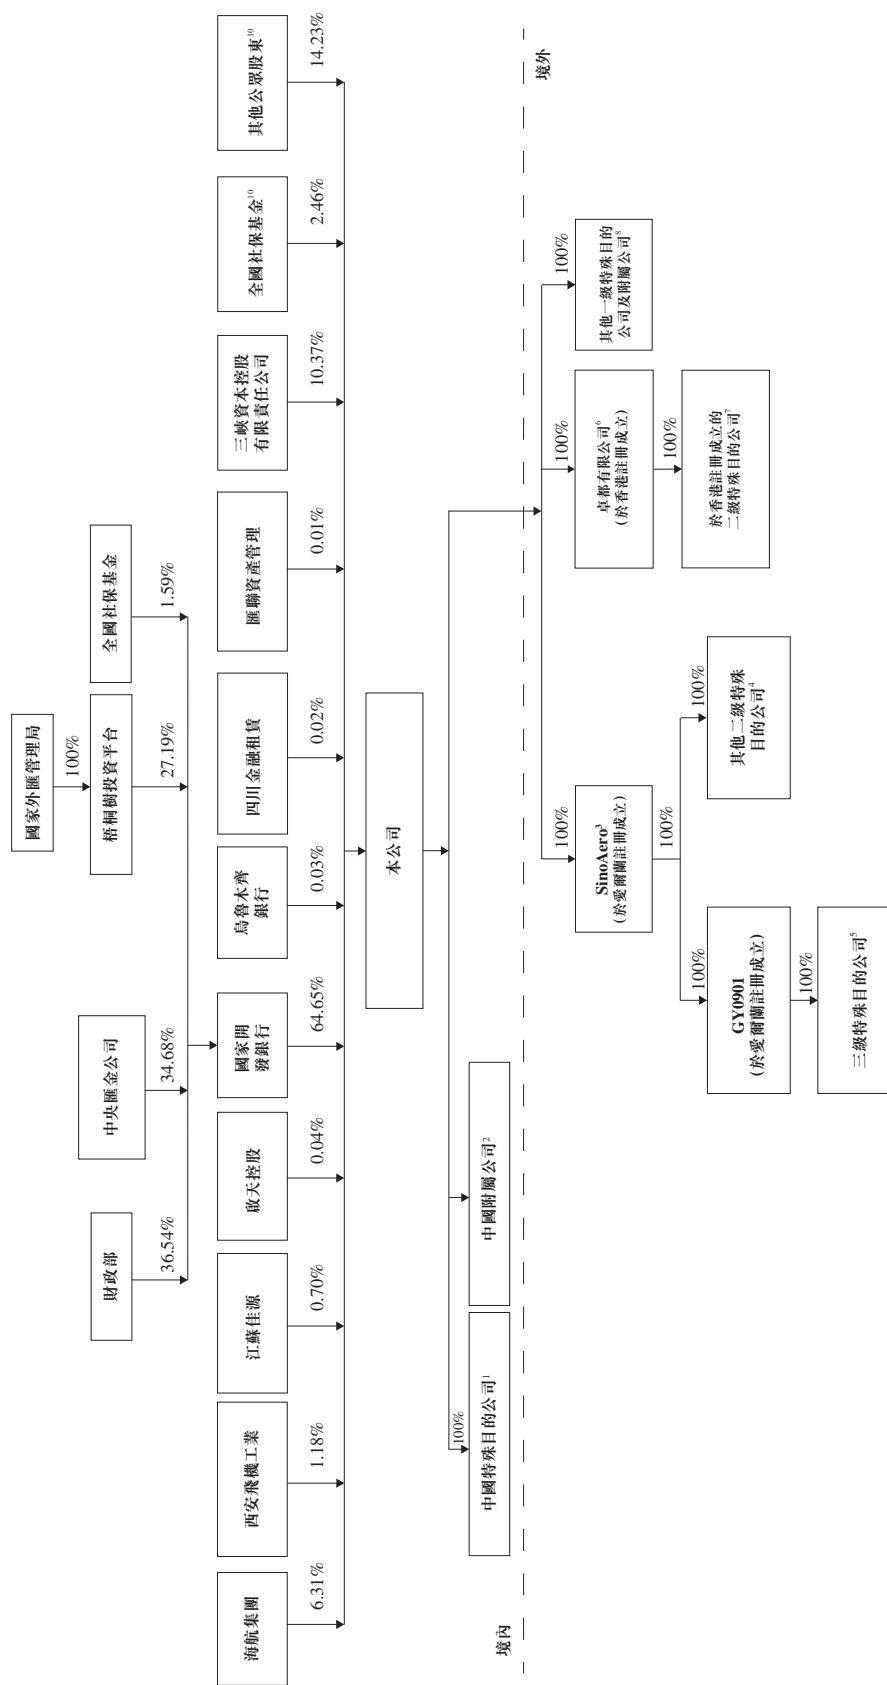 國家外匯管理局
100%
財政部
中央匯金公司
梧桐樹投資平台
全國社保基金
36.54%
34.68%
27.19%
1.59%
海航集團
西安飛機工業
江蘇佳源
啟天控股
國家開
發銀行
烏魯木齊
銀行
四川金融租賃
匯聯資產管理
三峽資本控股
有限責任公司
全國社保基金10
其他公眾股東10
6.31%
1.18%
0.70%
0.04%
64.65%
0.03%
0.02%
0.01%
10.37%
2.46%
14.23%
本公司
100%
中國特殊目的公司1
中國附屬公司2
境內
境外
100%
100%
100%
SinoAero3
(於愛爾蘭註冊成立)
卓都有限公司6
(於香港註冊成立)
其他一級特殊目的
公司及附屬公司8
100%
100%
100%
100%
GY0901
(於愛爾蘭註冊成立)
其他二級特殊
目的公司4
於香港註冊成立的
二級特殊目的公司7
100%
三級特殊目的公司5